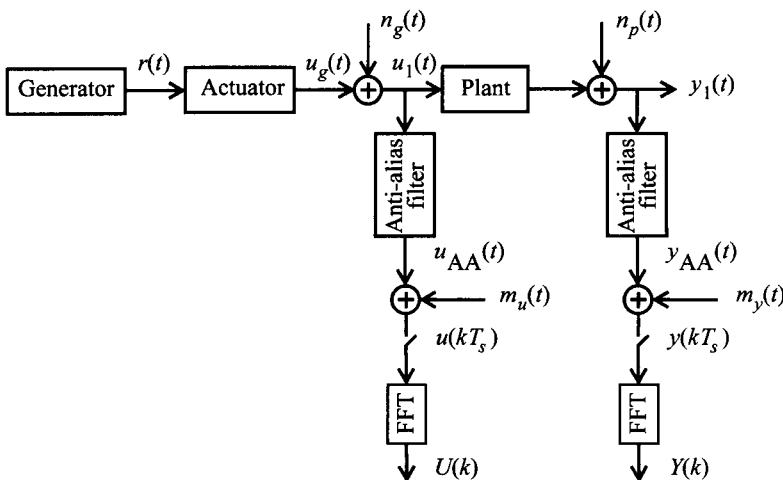 n_g(t)
n_p(t)
Generator
r(t)
Actuator
u_g(t)
u_1(t)
Plant
y_1(t)
Anti-alias
filter
Anti-alias
filter
u_AA(t)
y_AA(t)
m_u(t)
m_y(t)
u(kT_s)
y(kT_s)
FFT
FFT
U(k)
Y(k)